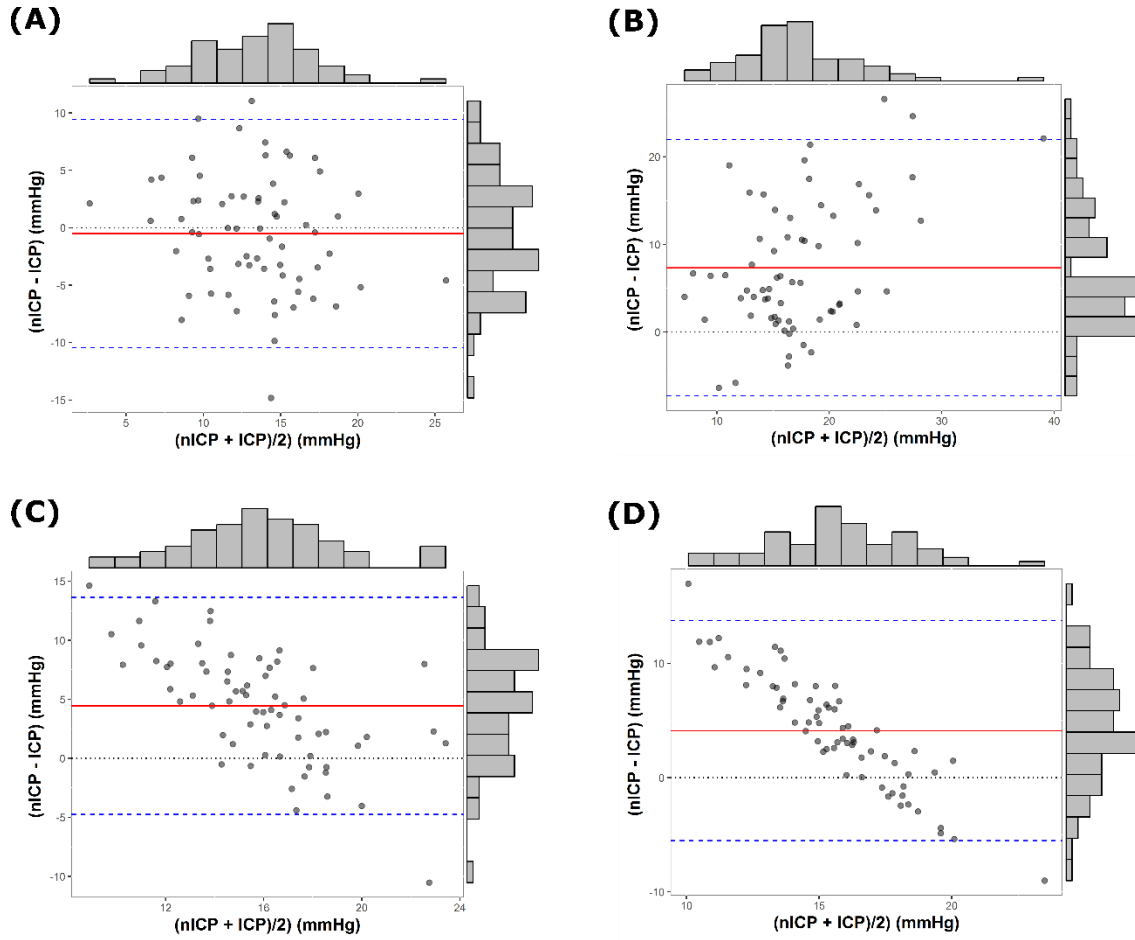 (A)
10
5
0
-5
-10
-15
(nICP - ICP) (mmHg)
5
10
15
20
25
(nICP + ICP)/2) (mmHg)
(B)
20
10
0
(nICP - ICP) (mmHg)
10
20
30
40
(nICP + ICP)/2) (mmHg)
(C)
15
10
5
0
-5
-10
(nICP - ICP) (mmHg)
12
16
20
24
(nICP + ICP)/2) (mmHg)
(D)
10
0
-10
(nICP - ICP) (mmHg)
10
15
20
(nICP + ICP)/2) (mmHg)